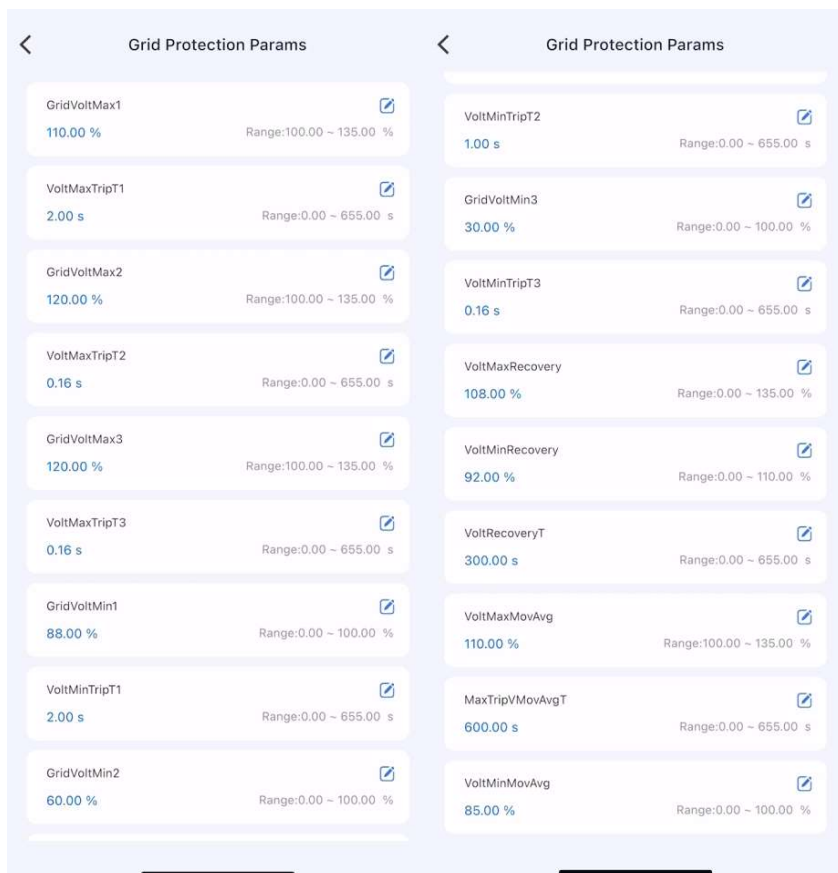 Grid Protection Params
GridVoltMax1
110.00 %
Range:100.00 ~ 135.00 %
VoltMaxTripT1
2.00 s
Range:0.00 ~ 655.00 s
GridVoltMax2
120.00 %
Range:100.00 ~ 135.00 %
VoltMaxTripT2
0.16 s
Range:0.00 ~ 655.00 s
GridVoltMax3
120.00 %
Range:100.00 ~ 135.00 %
VoltMaxTripT3
0.16 s
Range:0.00 ~ 655.00 s
GridVoltMin1
88.00 %
Range:0.00 ~ 100.00 %
VoltMinTripT1
2.00 s
Range:0.00 ~ 655.00 s
GridVoltMin2
60.00 %
Range:0.00 ~ 100.00 %
Grid Protection Params
VoltMinTripT2
1.00 s
Range:0.00 ~ 655.00 s
GridVoltMin3
30.00 %
Range:0.00 ~ 100.00 %
VoltMinTripT3
0.16 s
Range:0.00 ~ 655.00 s
VoltMaxRecovery
108.00 %
Range:0.00 ~ 135.00 %
VoltMinRecovery
92.00 %
Range:0.00 ~ 110.00 %
VoltRecoveryT
300.00 s
Range:0.00 ~ 655.00 s
VoltMaxMovAvg
110.00 %
Range:100.00 ~ 135.00 %
MaxTripVMovAvgT
600.00 s
Range:0.00 ~ 655.00 s
VoltMinMovAvg
85.00 %
Range:0.00 ~ 100.00 %